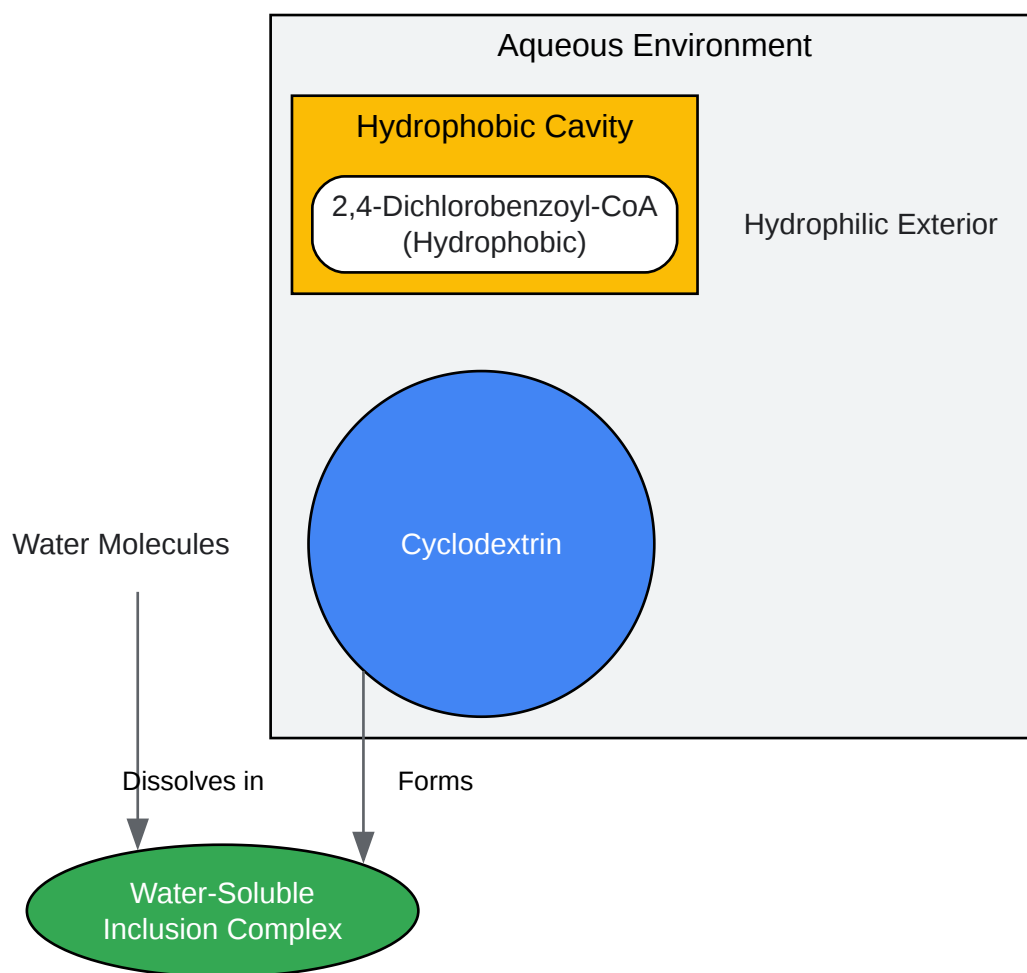 Aqueous Environment
Hydrophobic Cavity
2,4-Dichlorobenzoyl-CoA
(Hydrophobic)
Hydrophilic Exterior
Water Molecules
Cyclodextrin
Dissolves in
Forms
Water-Soluble
Inclusion Complex